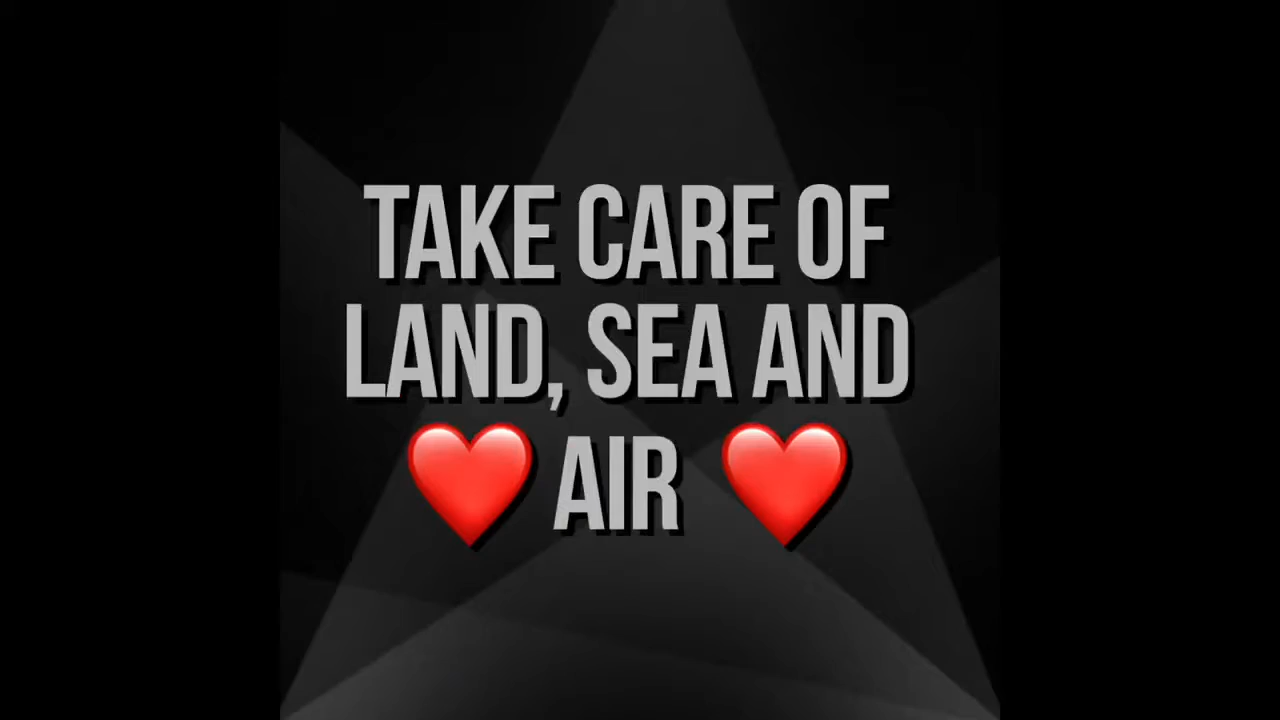 TAKE CARE OF
LAND, SEA AND
❤️ AIR ❤️